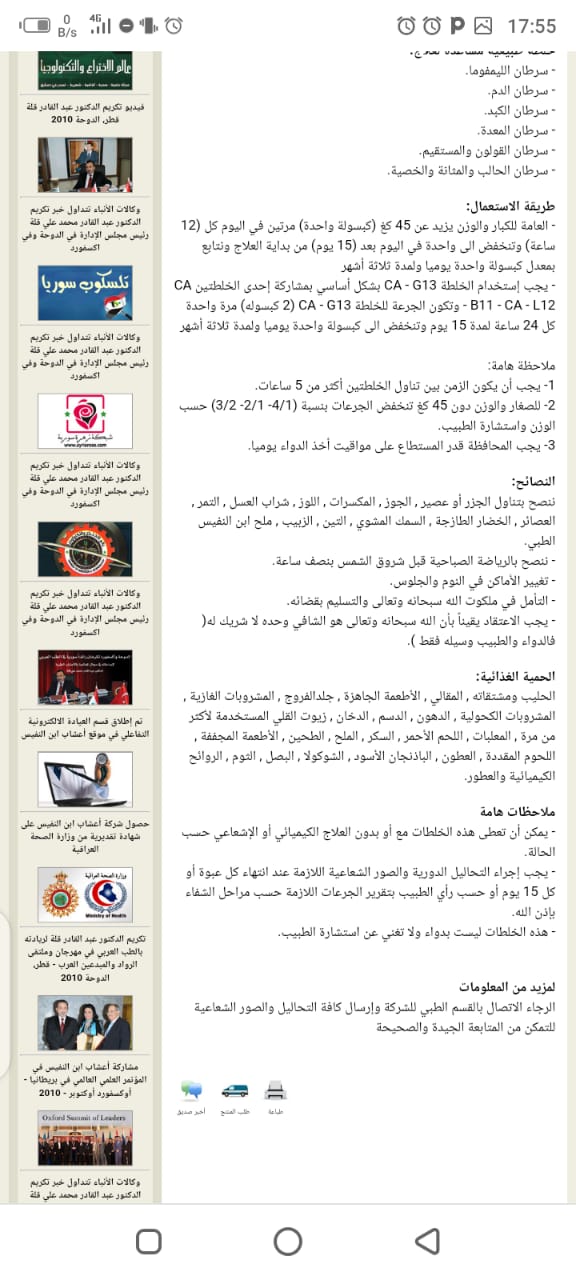 0 B/s
4G
17:55
خلطة طبيعية مساعدة لعلاج:
- سرطان الليمفوما.
- سرطان الدم.
- سرطان الكبد.
- سرطان المعدة.
- سرطان القولون والمستقيم.
- سرطان الحالب والمثانة والخصية.
طريقة الاستعمال:
- العامة للكبار والوزن يزيد عن 45 كغ (كبسولة واحدة) مرتين في اليوم كل (12
ساعة) وتنخفض الى واحدة في اليوم بعد (15 يوم) من بداية العلاج ونتابع
بمعدل كبسولة واحدة يوميا ولمدة ثلاثة أشهر
- يجب إستخدام الخلطة CA - G13 بشكل أساسي بمشاركة إحدى الخلطتين CA
- B11 - CA - L12 وتكون الجرعة للخلطة CA - G13 (2 كبسوله) مرة واحدة
كل 24 ساعة لمدة 15 يوم وتنخفض الى كبسولة واحدة يوميا ولمدة ثلاثة أشهر
ملاحظة هامة:
1- يجب أن يكون الزمن بين تناول الخلطتين أكثر من 5 ساعات.
2- للصغار والوزن دون 45 كغ تنخفض الجرعات بنسبة (4/1- 2/1- 3/2) حسب
الوزن واستشارة الطبيب.
3- يجب المحافظة قدر المستطاع على مواقيت أخذ الدواء يوميا.
النصائح:
ننصح بتناول الجزر أو عصير , الجوز , المكسرات , اللوز , شراب العسل , التمر ,
العصائر , الخضار الطازجة , السمك المشوي , التين , الزبيب , ملح ابن النفيس
الطبي.
- ننصح بالرياضة الصباحية قبل شروق الشمس بنصف ساعة.
- تغيير الأماكن في النوم والجلوس.
- التأمل في ملكوت الله سبحانه وتعالى والتسليم بقضائه.
- يجب الاعتقاد يقيناً بأن الله سبحانه وتعالى هو الشافي وحده لا شريك له(
فالدواء والطبيب وسيله فقط ).
الحمية الغذائية:
الحليب ومشتقاته , المقالي , الأطعمة الجاهزة , جلدالفروج , المشروبات الغازية ,
المشروبات الكحولية , الدهون , الدسم , الدخان , زيوت القلي المستخدمة لأكثر
من مرة , المعلبات , اللحم الأحمر , السكر , الملح , الطحين , الأطعمة المجففة ,
اللحوم المقددة , العطون , الباذنجان الأسود , الشوكولا , البصل , الثوم , الروائح
الكيميائية والعطور.
ملاحظات هامة
- يمكن أن تعطى هذه الخلطات مع أو بدون العلاج الكيميائي أو الإشعاعي حسب
الحالة.
- يجب إجراء التحاليل الدورية والصور الشعاعية اللازمة عند انتهاء كل عبوة أو
كل 15 يوم أو حسب رأي الطبيب بتقرير الجرعات اللازمة حسب مراحل الشفاء
بإذن الله.
- هذه الخلطات ليست بدواء ولا تغني عن استشارة الطبيب.
لمزيد من المعلومات
الرجاء الاتصال بالقسم الطبي للشركة وإرسال كافة التحاليل والصور الشعاعية
للتمكن من المتابعة الجيدة والصحيحة
طباعة
طلب المنتج
أخبر صديق
عالم الاختراع والتكنولوجيا
فيديو تكريم الدكتور عبد القادر قلة
قطر. الدوحة 2010
وكالات الأنباء تتداول خبر تكريم
الدكتور عبد القادر محمد علي قلة
رئيس مجلس الإدارة في الدوحة وفي
اكسفورد
تلسكوب سوريا
وكالات الأنباء تتداول خبر تكريم
الدكتور عبد القادر محمد علي قلة
رئيس مجلس الإدارة في الدوحة وفي
اكسفورد
شبكة زهرة سورية
وكالات الأنباء تتداول خبر تكريم
الدكتور عبد القادر محمد علي قلة
رئيس مجلس الإدارة في الدوحة وفي
اكسفورد
وكالات الأنباء تتداول خبر تكريم
الدكتور عبد القادر محمد علي قلة
رئيس مجلس الإدارة في الدوحة وفي
اكسفورد
تم إطلاق قسم العيادة الالكترونية
التفاعلي في موقع أعشاب ابن النفيس
حصول شركة أعشاب ابن النفيس على
شهادة تقديرية من وزارة الصحة
العراقية
وزارة الصحة العراقية
Ministry of Health
تكريم الدكتور عبد القادر قلة لريادته
بالطب العربي في مهرجان وملتقى
الرواد والمبدعين العرب - قطر.
الدوحة 2010
مشاركة أعشاب ابن النفيس في
المؤتمر العلمي العالمي في بريطانيا -
أوكسفورد أوكتوبر - 2010
Oxford Summit of Leaders
وكالات الأنباء تتداول خبر تكريم
الدكتور عبد القادر محمد علي قلة